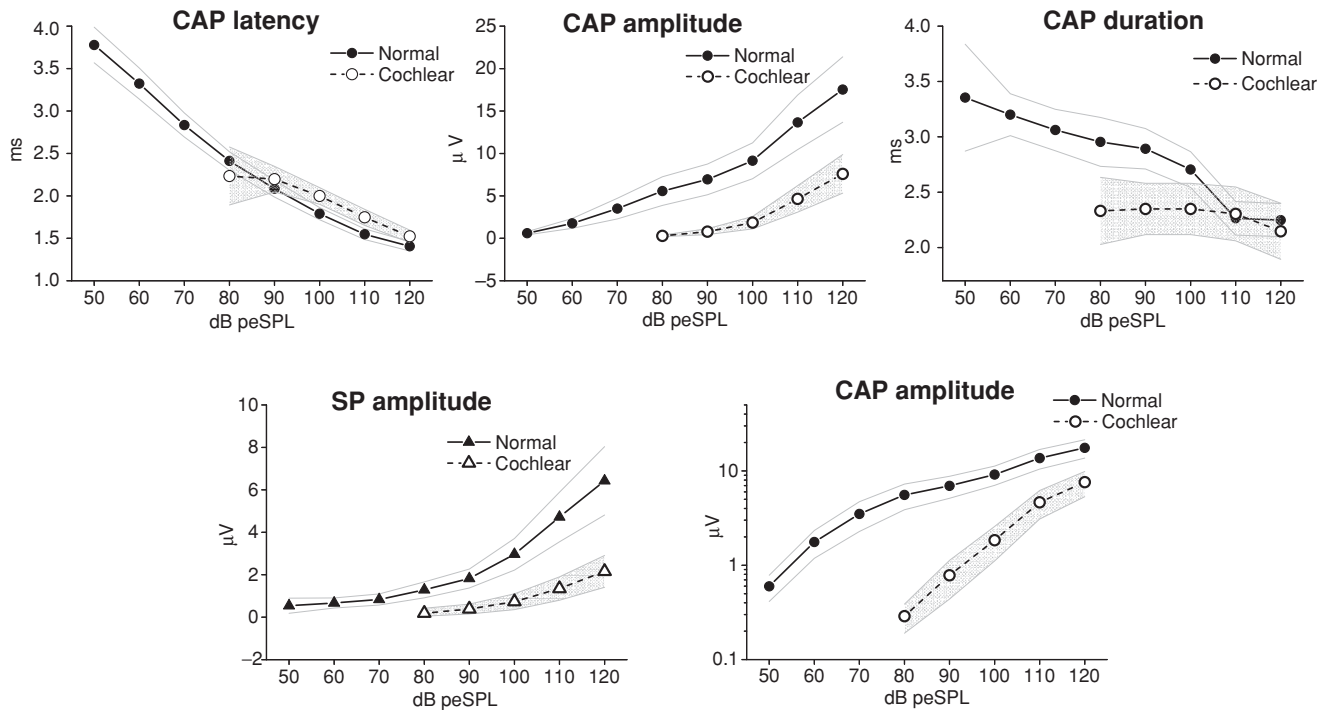 CAP latency
4.0
3.5
3.0
2.5
2.0
1.5
1.0
ms
Normal
Cochlear
50 60 70 80 90 100 110 120
dB peSPL
CAP amplitude
25
20
15
10
5
0
−5
μ V
Normal
Cochlear
50 60 70 80 90 100 110 120
dB peSPL
CAP duration
4.0
3.5
3.0
2.5
2.0
ms
Normal
Cochlear
50 60 70 80 90 100 110 120
dB peSPL
SP amplitude
10
8
6
4
2
0
−2
μV
Normal
Cochlear
50 60 70 80 90 100 110 120
dB peSPL
CAP amplitude
10
1
0.1
μV
Normal
Cochlear
50 60 70 80 90 100 110 120
dB peSPL